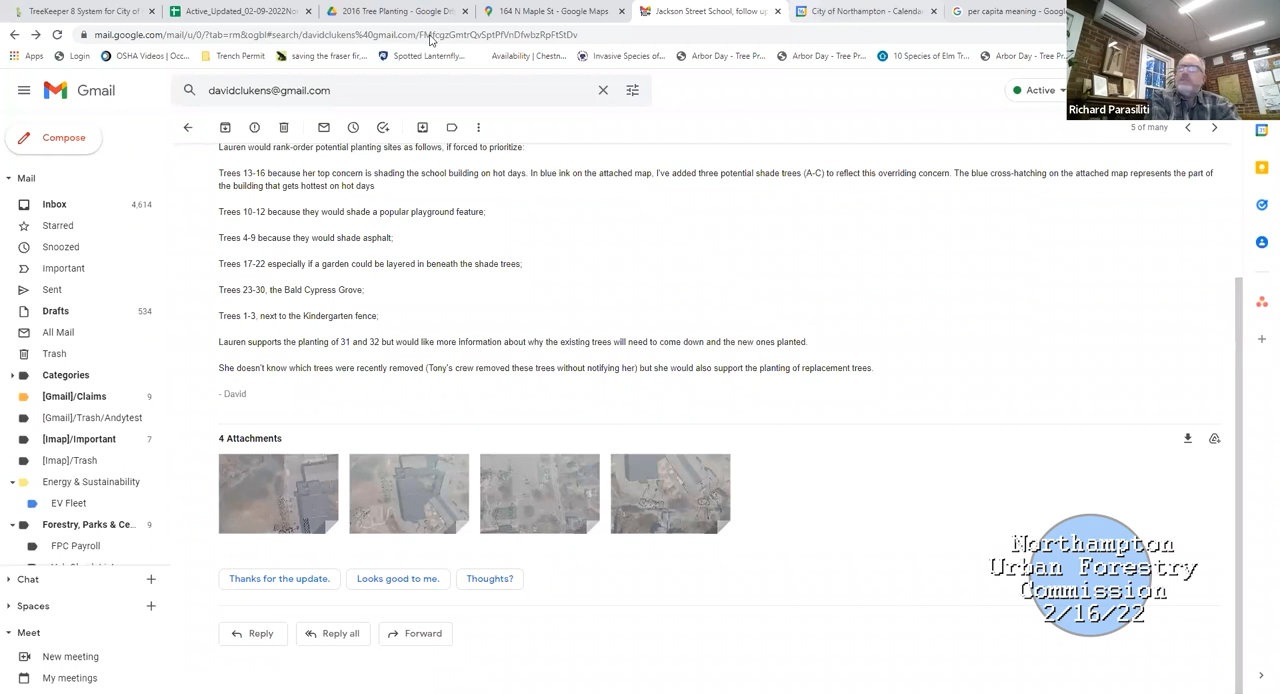 TreeKeeper 8 System for City of
Active_Updated_02-09-2022No
2016 Tree Planting - Google Dri
164 N Maple St - Google Maps
Jackson Street School, follow up
City of Northampton - Calenda
per capita meaning - Goog
mail.google.com/mail/u/0/?tab=rm&ogbl#search/davidclukens%40gmail.com/FMfcgzGmtrQvSptPfVnDfwbzRpFtStDv
Apps
Login
OSHA Videos | Occ...
Trench Permit
saving the fraser fir,...
Spotted Lanternfly...
Availability | Chestn...
Invasive Species of...
Arbor Day - Tree Pr...
Arbor Day - Tree Pr...
10 Species of Elm Tr...
Arbor Day - Tree Pr
Richard Parasiliti
Gmail
davidclukens@gmail.com
Active
Compose
5 of many
Lauren would rank-order potential planting sites as follows, if forced to prioritize:
Trees 13-16 because her top concern is shading the school building on hot days. In blue ink on the attached map, I've added three potential shade trees (A-C) to reflect this overriding concern. The blue cross-hatching on the attached map represents the part of
the building that gets hottest on hot days
Trees 10-12 because they would shade a popular playground feature;
Trees 4-9 because they would shade asphalt;
Trees 17-22 especially if a garden could be layered in beneath the shade trees;
Trees 23-30, the Bald Cypress Grove;
Trees 1-3, next to the Kindergarten fence;
Lauren supports the planting of 31 and 32 but would like more information about why the existing trees will need to come down and the new ones planted.
She doesn't know which trees were recently removed (Tony's crew removed these trees without notifying her) but she would also support the planting of replacement trees.
- David
4 Attachments
Thanks for the update.
Looks good to me.
Thoughts?
Reply
Reply all
Forward
Mail
Inbox 4,614
Starred
Snoozed
Important
Sent
Drafts 534
All Mail
Trash
Categories
[Gmail]/Claims 9
[Gmail]/Trash/Andytest
[Imap]/Important 7
[Imap]/Trash
Energy & Sustainability
EV Fleet
Forestry, Parks & Ce... 9
FPC Payroll
Chat
Spaces
Meet
New meeting
My meetings
Northampton
Urban Forestry
Commission
2/16/22